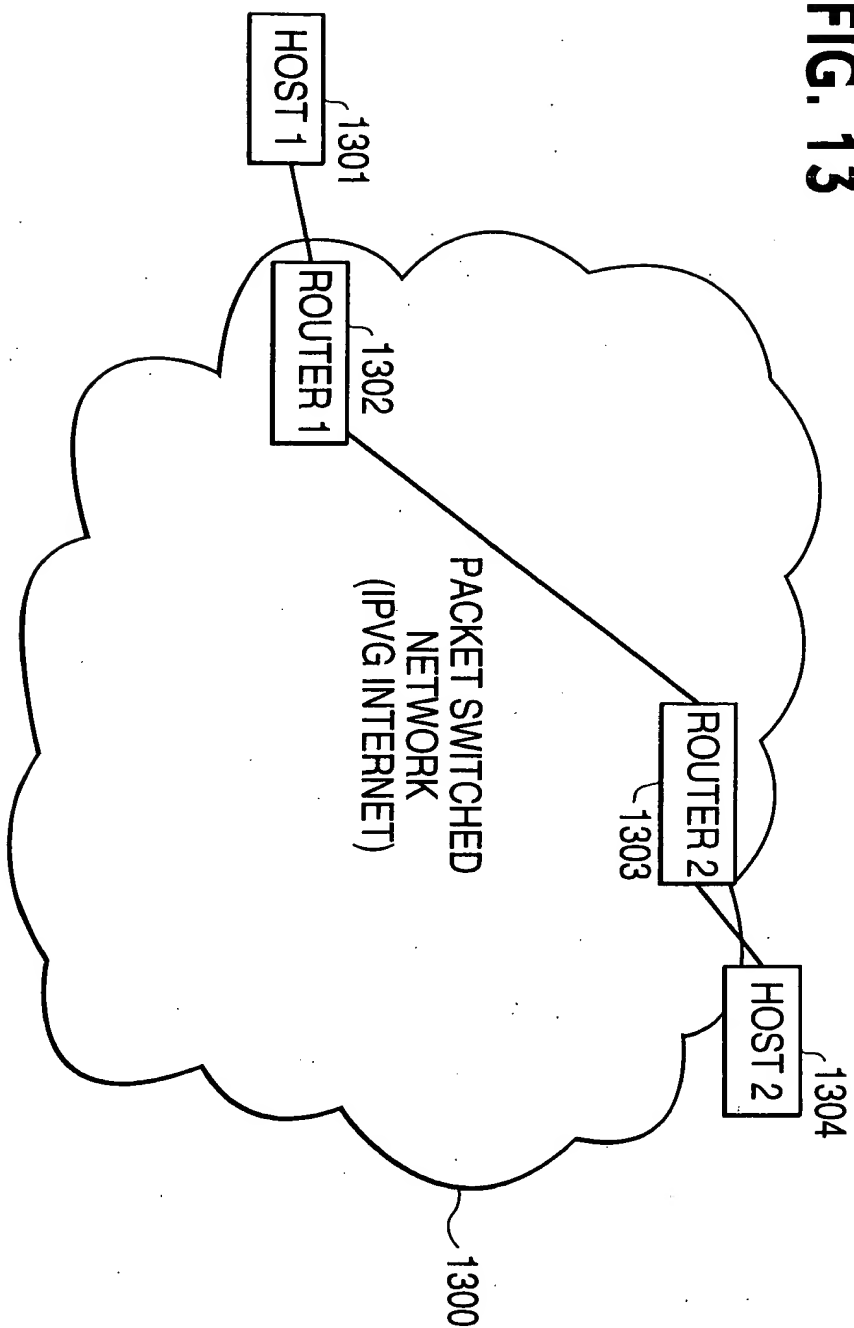 FIG. 13
HOST 1
1301
ROUTER 1
1302
PACKET SWITCHED
NETWORK
(IPVG INTERNET)
ROUTER 2
1303
HOST 2
1304
1300